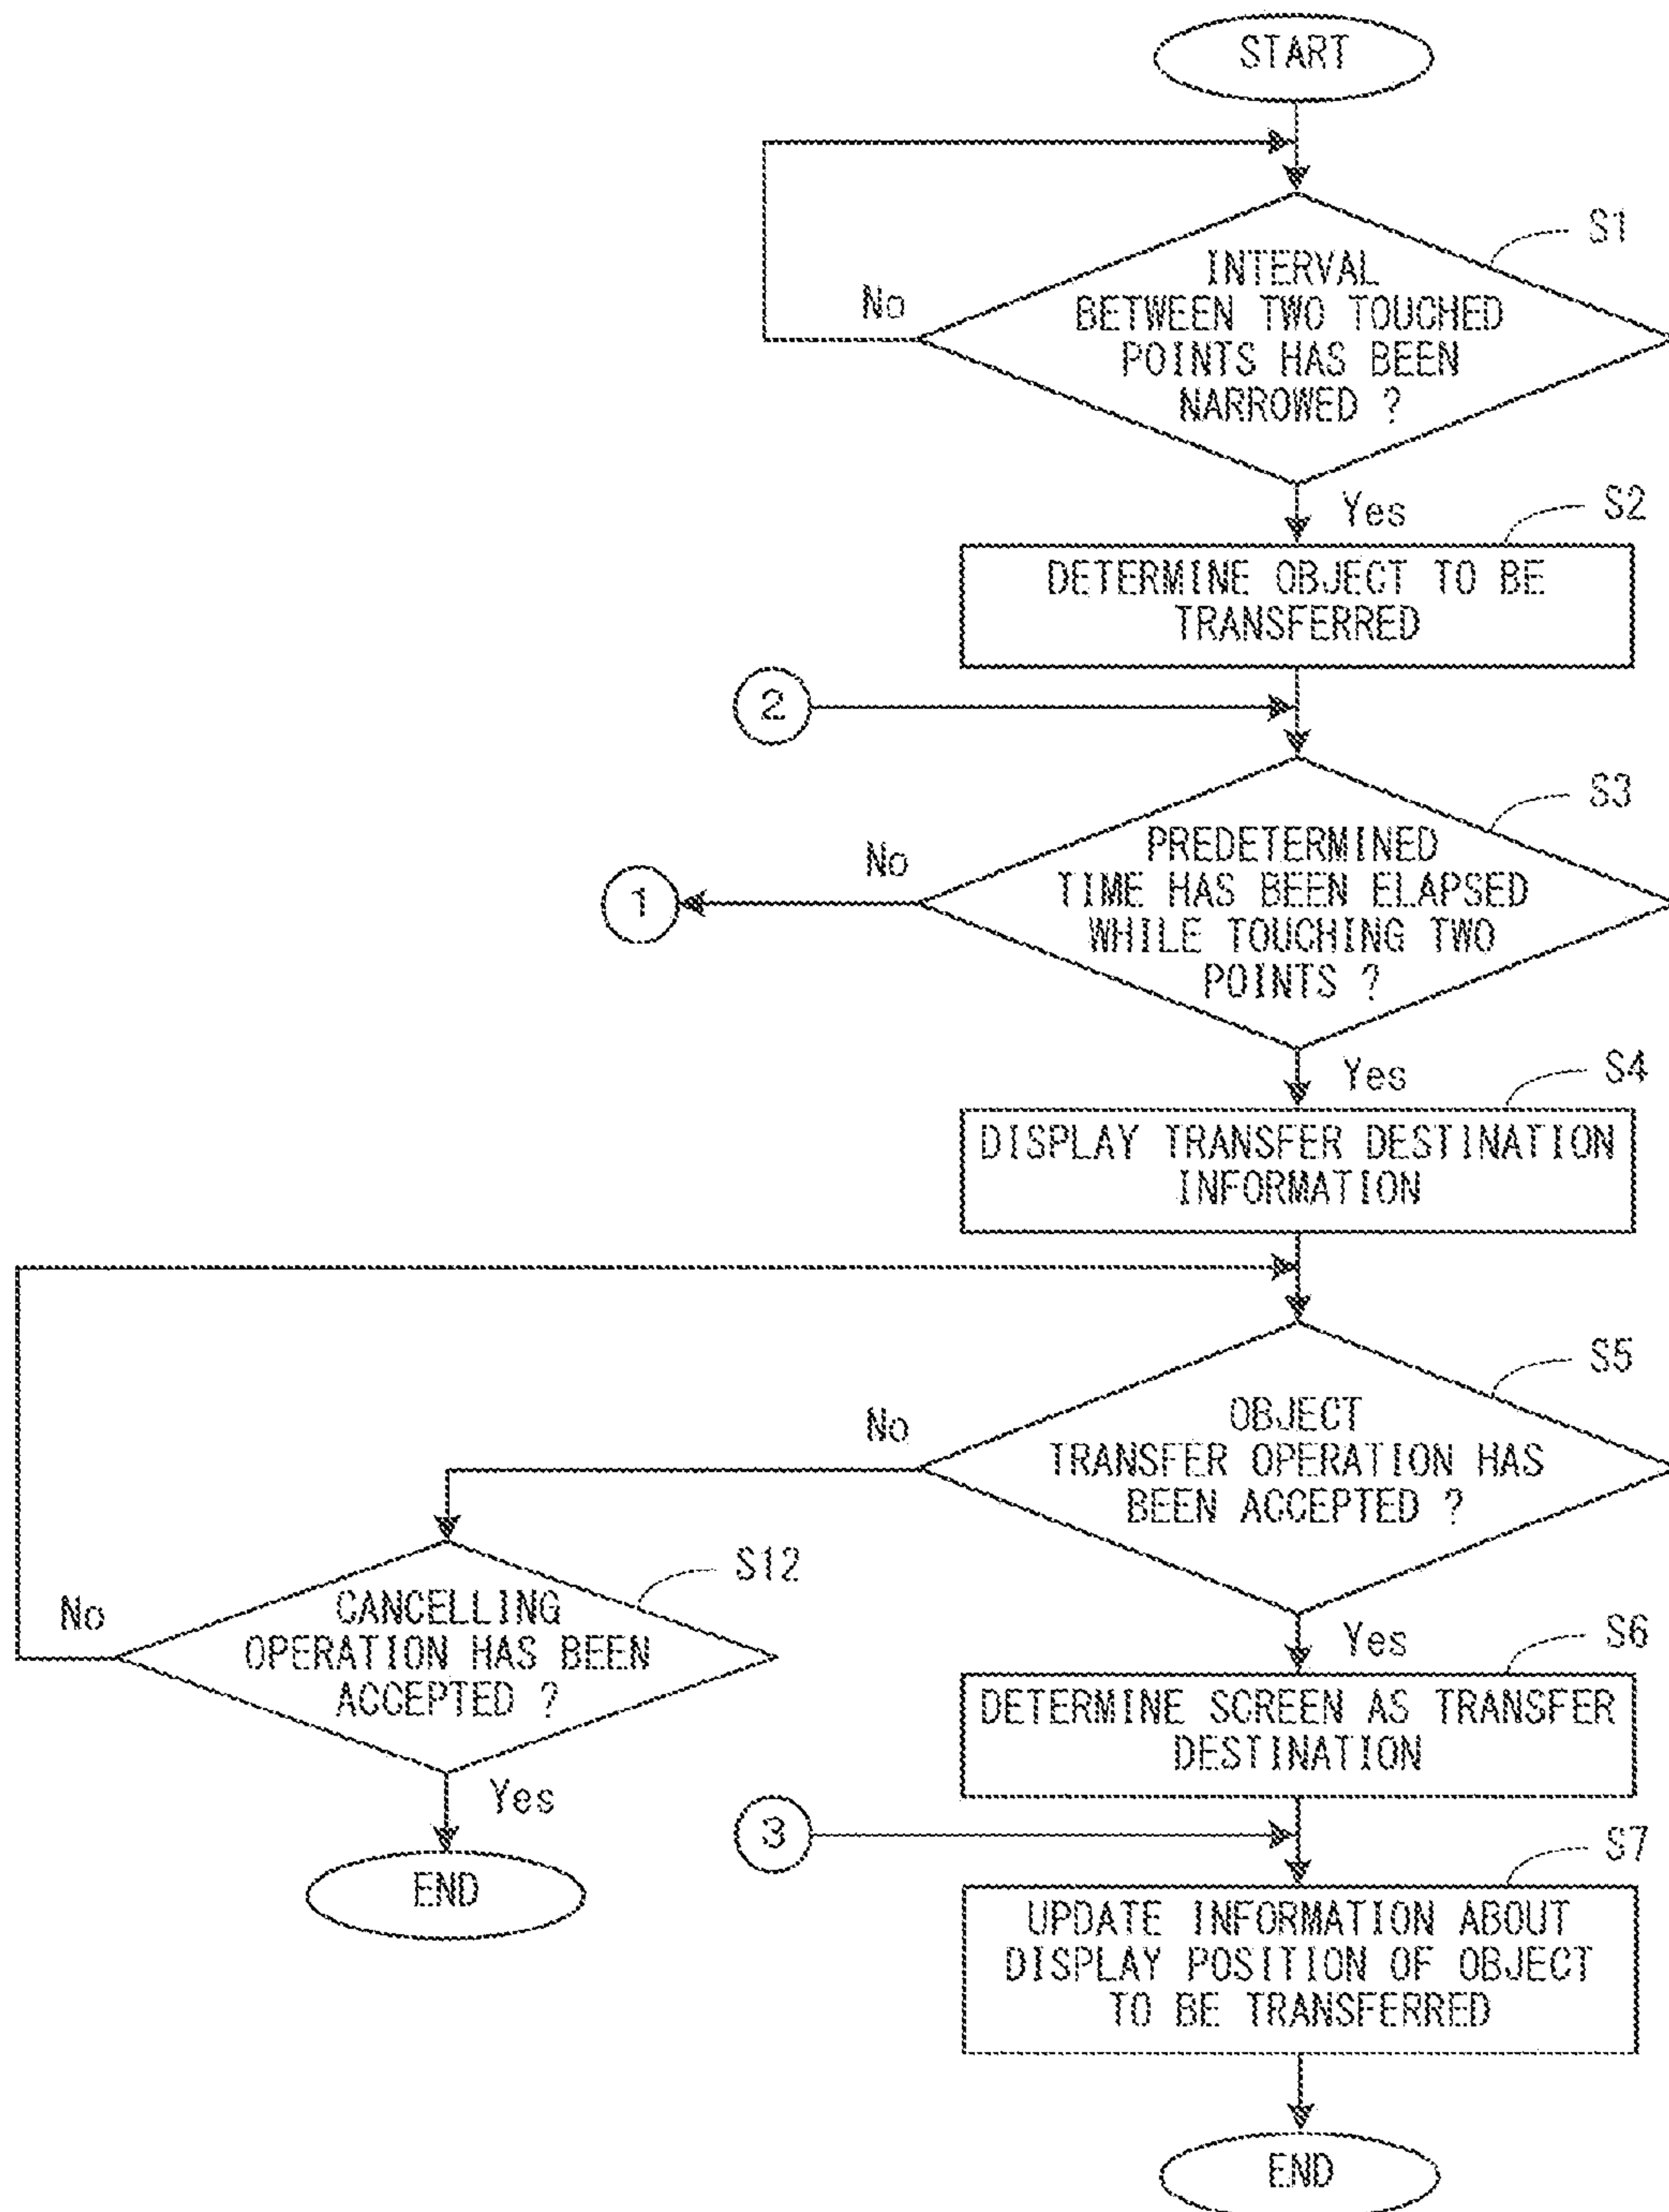 START
S1
INTERVAL
BETWEEN TWO TOUCHED
POINTS HAS BEEN
NARROWED ?
No
Yes
S2
DETERMINE OBJECT TO BE
TRANSFERRED
2
S3
PREDETERMINED
TIME HAS BEEN ELAPSED
WHILE TOUCHING TWO
POINTS ?
No
1
Yes
S4
DISPLAY TRANSFER DESTINATION
INFORMATION
S5
OBJECT
TRANSFER OPERATION HAS
BEEN ACCEPTED ?
No
S12
CANCELLING
OPERATION HAS BEEN
ACCEPTED ?
No
Yes
END
Yes
S6
DETERMINE SCREEN AS TRANSFER
DESTINATION
3
S7
UPDATE INFORMATION ABOUT
DISPLAY POSITION OF OBJECT
TO BE TRANSFERRED
END